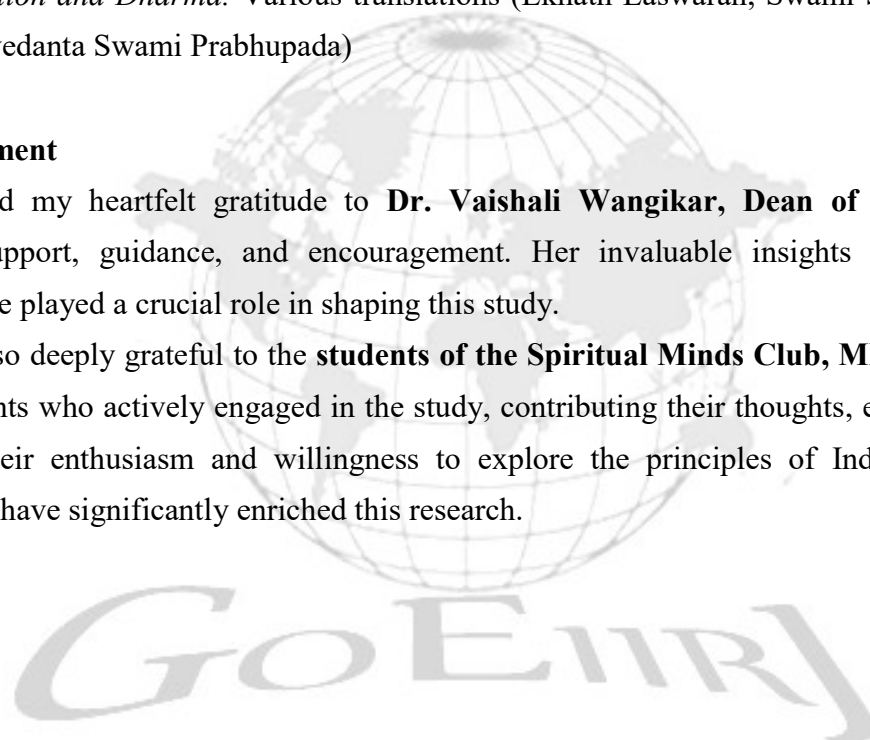 tion and Dharma. Various translations (Eknath Easwaran, Swami S
vedanta Swami Prabhupada)
ment
d my heartfelt gratitude to Dr. Vaishali Wangikar, Dean of
upport, guidance, and encouragement. Her invaluable insights
e played a crucial role in shaping this study.
so deeply grateful to the students of the Spiritual Minds Club, M
nts who actively engaged in the study, contributing their thoughts, e
eir enthusiasm and willingness to explore the principles of Ind
have significantly enriched this research.
GOEIIRJ